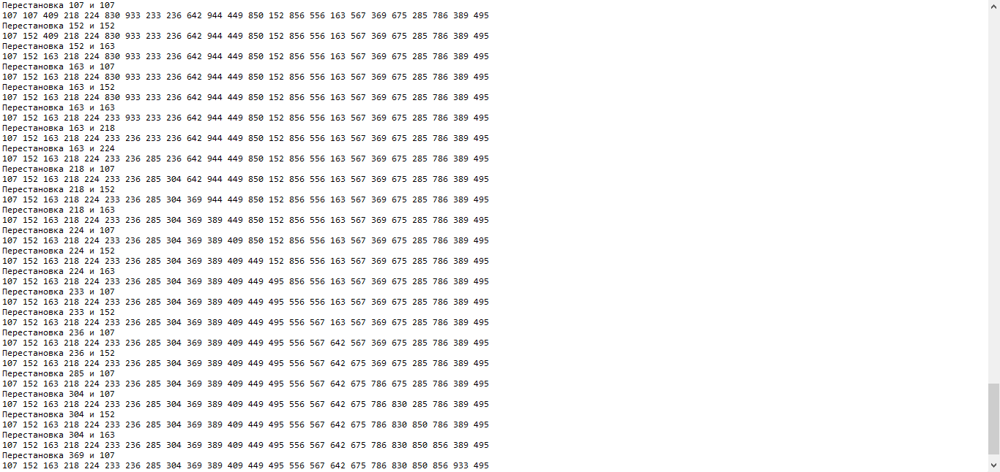 Перестановка 107 и 107
107 107 409 218 224 830 933 233 236 642 944 449 850 152 856 556 163 567 369 675 285 786 389 495
Перестановка 152 и 152
107 152 409 218 224 830 933 233 236 642 944 449 850 152 856 556 163 567 369 675 285 786 389 495
Перестановка 152 и 163
107 152 163 218 224 830 933 233 236 642 944 449 850 152 856 556 163 567 369 675 285 786 389 495
Перестановка 163 и 107
107 152 163 218 224 830 933 233 236 642 944 449 850 152 856 556 163 567 369 675 285 786 389 495
Перестановка 163 и 152
107 152 163 218 224 830 933 233 236 642 944 449 850 152 856 556 163 567 369 675 285 786 389 495
Перестановка 163 и 163
107 152 163 218 224 233 933 233 236 642 944 449 850 152 856 556 163 567 369 675 285 786 389 495
Перестановка 163 и 218
107 152 163 218 224 233 236 233 236 642 944 449 850 152 856 556 163 567 369 675 285 786 389 495
Перестановка 163 и 224
107 152 163 218 224 233 236 285 236 642 944 449 850 152 856 556 163 567 369 675 285 786 389 495
Перестановка 218 и 107
107 152 163 218 224 233 236 285 304 642 944 449 850 152 856 556 163 567 369 675 285 786 389 495
Перестановка 218 и 152
107 152 163 218 224 233 236 285 304 369 944 449 850 152 856 556 163 567 369 675 285 786 389 495
Перестановка 218 и 163
107 152 163 218 224 233 236 285 304 369 389 449 850 152 856 556 163 567 369 675 285 786 389 495
Перестановка 224 и 107
107 152 163 218 224 233 236 285 304 369 389 409 850 152 856 556 163 567 369 675 285 786 389 495
Перестановка 224 и 152
107 152 163 218 224 233 236 285 304 369 389 409 449 152 856 556 163 567 369 675 285 786 389 495
Перестановка 224 и 163
107 152 163 218 224 233 236 285 304 369 389 409 449 495 856 556 163 567 369 675 285 786 389 495
Перестановка 233 и 107
107 152 163 218 224 233 236 285 304 369 389 409 449 495 556 556 163 567 369 675 285 786 389 495
Перестановка 233 и 152
107 152 163 218 224 233 236 285 304 369 389 409 449 495 556 567 163 567 369 675 285 786 389 495
Перестановка 236 и 107
107 152 163 218 224 233 236 285 304 369 389 409 449 495 556 567 642 567 369 675 285 786 389 495
Перестановка 236 и 152
107 152 163 218 224 233 236 285 304 369 389 409 449 495 556 567 642 675 369 675 285 786 389 495
Перестановка 285 и 107
107 152 163 218 224 233 236 285 304 369 389 409 449 495 556 567 642 675 786 675 285 786 389 495
Перестановка 304 и 107
107 152 163 218 224 233 236 285 304 369 389 409 449 495 556 567 642 675 786 830 285 786 389 495
Перестановка 304 и 152
107 152 163 218 224 233 236 285 304 369 389 409 449 495 556 567 642 675 786 830 850 786 389 495
Перестановка 304 и 163
107 152 163 218 224 233 236 285 304 369 389 409 449 495 556 567 642 675 786 830 850 856 389 495
Перестановка 369 и 107
107 152 163 218 224 233 236 285 304 369 389 409 449 495 556 567 642 675 786 830 850 856 933 495